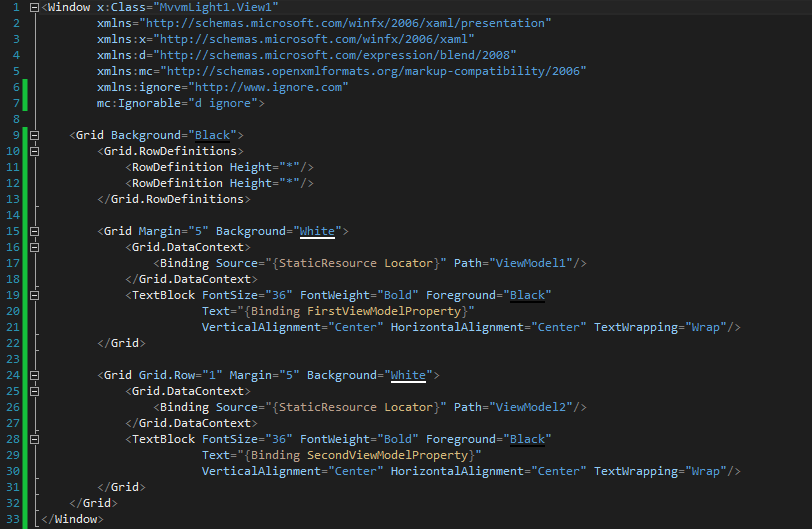 1 <Window x:Class="MvvmLight1.View1"
2         xmlns="http://schemas.microsoft.com/winfx/2006/xaml/presentation"
3         xmlns:x="http://schemas.microsoft.com/winfx/2006/xaml"
4         xmlns:d="http://schemas.microsoft.com/expression/blend/2008"
5         xmlns:mc="http://schemas.openxmlformats.org/markup-compatibility/2006"
6         xmlns:ignore="http://www.ignore.com"
7         mc:Ignorable="d ignore">
8
9     <Grid Background="Black">
10         <Grid.RowDefinitions>
11             <RowDefinition Height="*"/>
12             <RowDefinition Height="*"/>
13         </Grid.RowDefinitions>
14
15         <Grid Margin="5" Background="White">
16             <Grid.DataContext>
17                 <Binding Source="{StaticResource Locator}" Path="ViewModel1"/>
18             </Grid.DataContext>
19             <TextBlock FontSize="36" FontWeight="Bold" Foreground="Black"
20                        Text="{Binding FirstViewModelProperty}"
21                        VerticalAlignment="Center" HorizontalAlignment="Center" TextWrapping="Wrap"/>
22         </Grid>
23
24         <Grid Grid.Row="1" Margin="5" Background="White">
25             <Grid.DataContext>
26                 <Binding Source="{StaticResource Locator}" Path="ViewModel2"/>
27             </Grid.DataContext>
28             <TextBlock FontSize="36" FontWeight="Bold" Foreground="Black"
29                        Text="{Binding SecondViewModelProperty}"
30                        VerticalAlignment="Center" HorizontalAlignment="Center" TextWrapping="Wrap"/>
31         </Grid>
32     </Grid>
33 </Window>